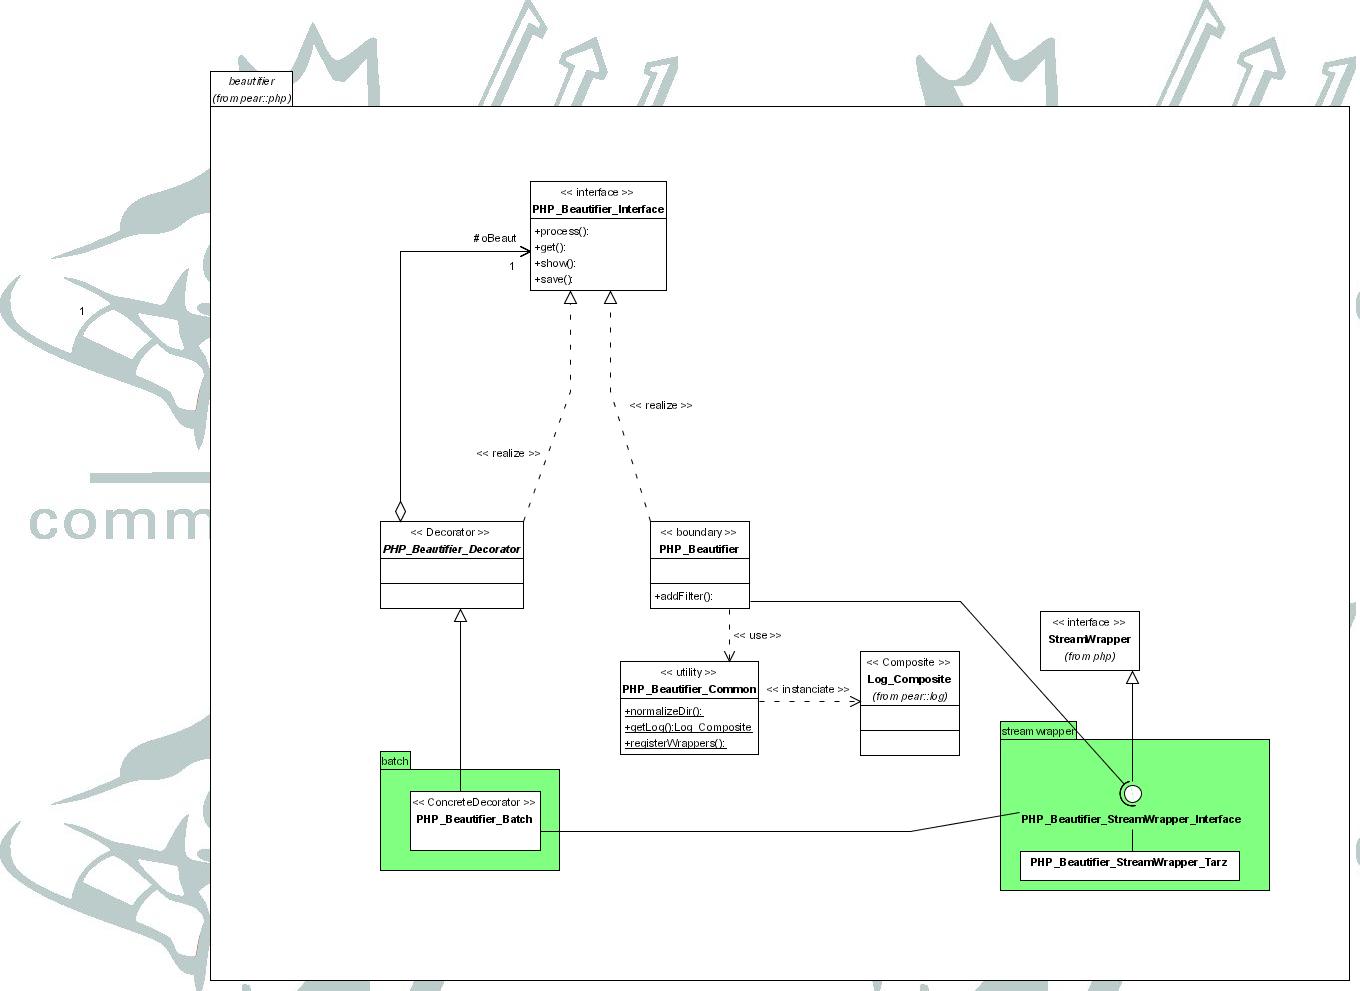 beautifier
(from pear::php)
<< interface >>
PHP_Beautifier_Interface
+process():
+get():
+show():
+save():
#oBeaut
1
1
<< realize >>
<< realize >>
comm
<< Decorator >>
PHP_Beautifier_Decorator
<< boundary >>
PHP_Beautifier
+addFilter():
<< use >>
<< interface >>
StreamWrapper
(from php)
<< utility >>
PHP_Beautifier_Common
+normalizeDir():
+getLog():Log_Composite
+registerWrappers():
<< instanciate >>
<< Composite >>
Log_Composite
(from pear::log)
stream wrapper
batch
<< ConcreteDecorator >>
PHP_Beautifier_Batch
PHP_Beautifier_StreamWrapper_Interface
PHP_Beautifier_StreamWrapper_Tarz